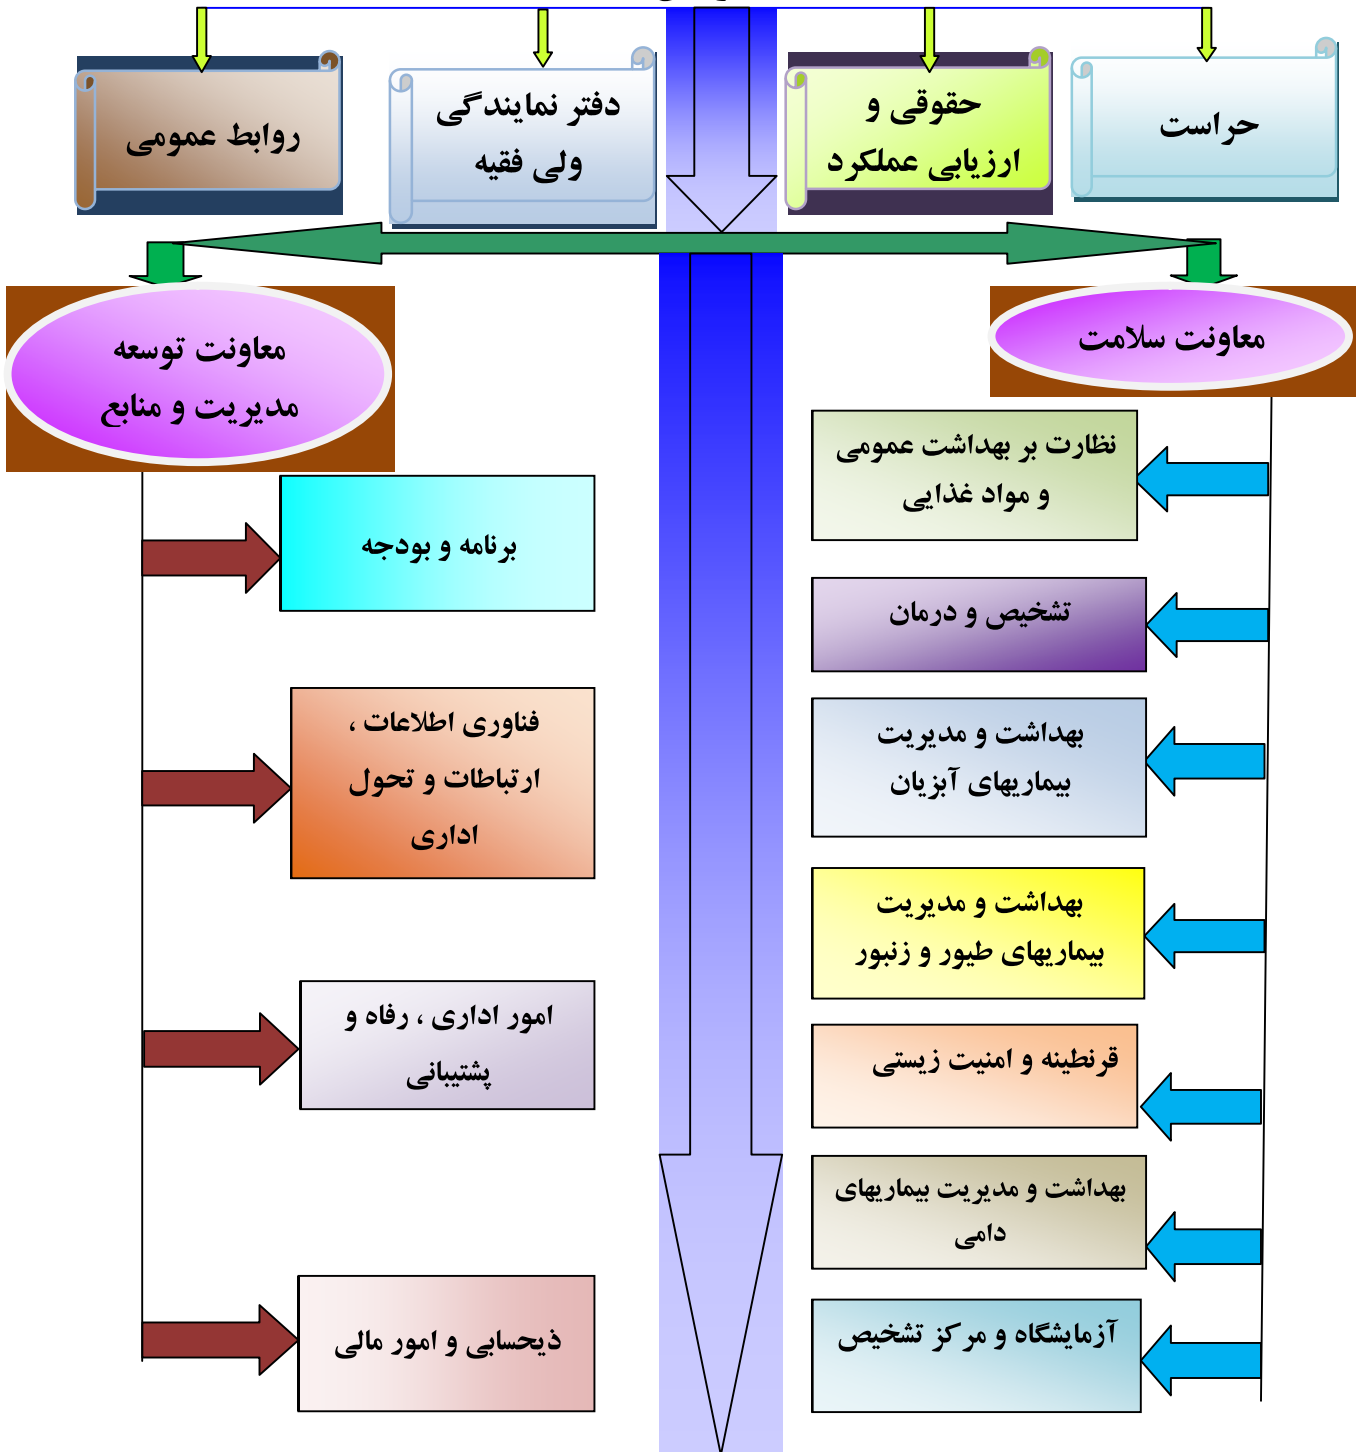 حراست
حقوقی و
ارزیابی عملکرد
دفتر نمایندگی
ولی فقیه
روابط عمومی
معاونت سلامت
نظارت بر بهداشت عمومی
و مواد غذایی
تشخیص و درمان
بهداشت و مدیریت
بیماریهای آبزیان
بهداشت و مدیریت
بیماریهای طیور و زنبور
قرنطینه و امنیت زیستی
بهداشت و مدیریت بیماریهای
دامی
آزمایشگاه و مرکز تشخیص
معاونت توسعه
مدیریت و منابع
برنامه و بودجه
فناوری اطلاعات ،
ارتباطات و تحول
اداری
امور اداری ، رفاه و
پشتیبانی
ذیحسابی و امور مالی